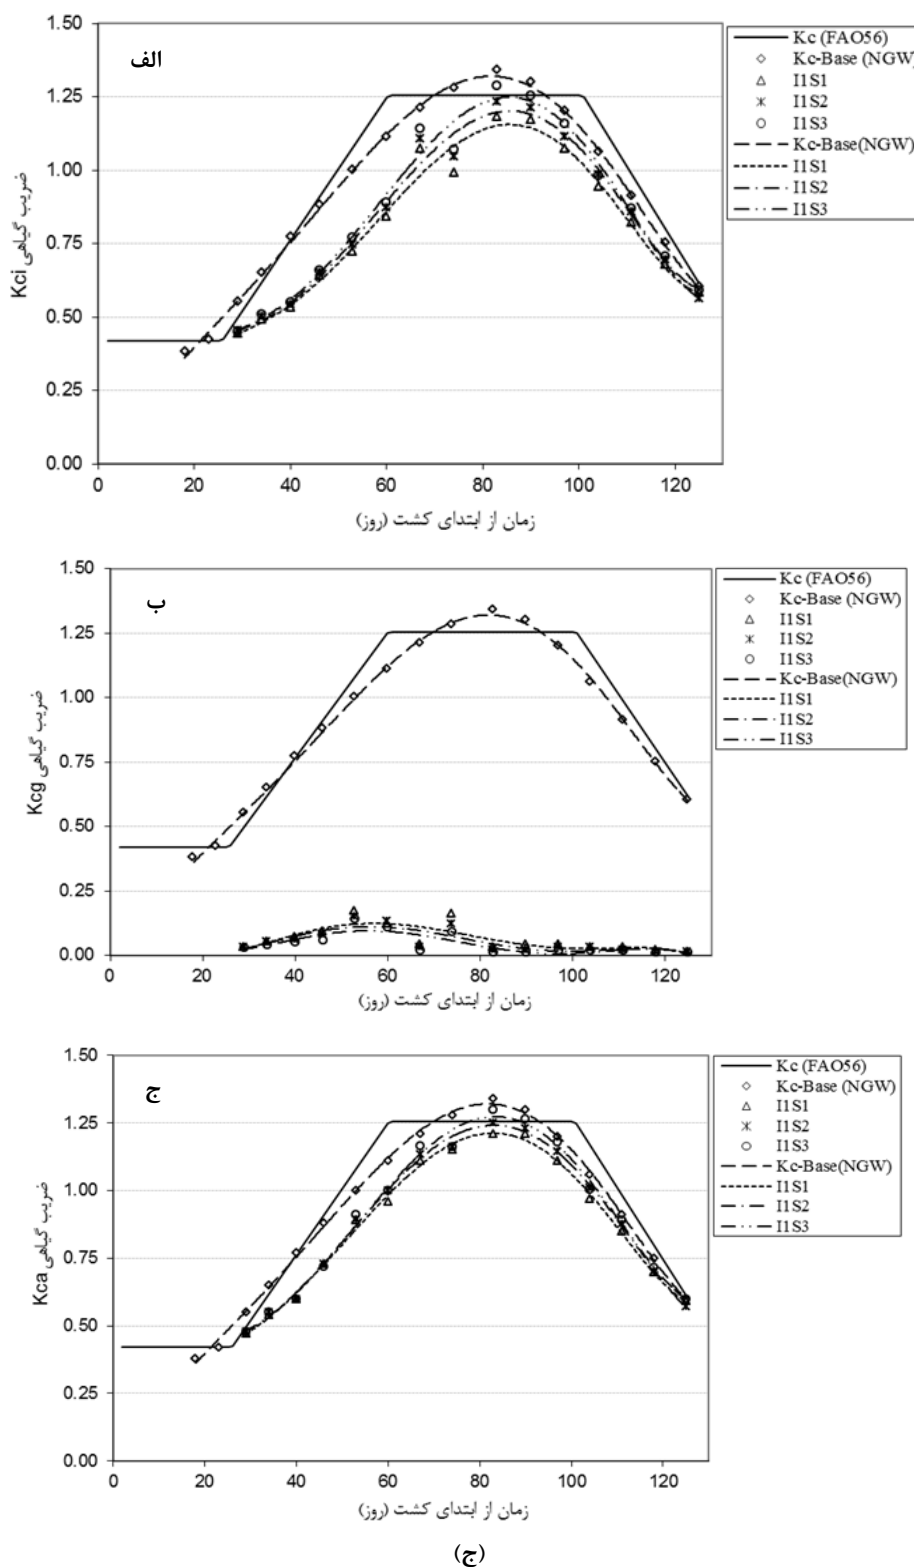 الف
1.50
1.25
1.00
0.75
0.50
0.25
0.00
ضریب گیاهی Kci
0 20 40 60 80 100 120
زمان از ابتدای کشت (روز)
Kc (FAO56)
Kc-Base (NGW)
I1S1
I1S2
I1S3
Kc-Base(NGW)
I1S1
I1S2
I1S3
ب
1.50
1.25
1.00
0.75
0.50
0.25
0.00
ضریب گیاهی Kcg
0 20 40 60 80 100 120
زمان از ابتدای کشت (روز)
Kc (FAO56)
Kc-Base (NGW)
I1S1
I1S2
I1S3
Kc-Base(NGW)
I1S1
I1S2
I1S3
ج
1.50
1.25
1.00
0.75
0.50
0.25
0.00
ضریب گیاهی Kca
0 20 40 60 80 100 120
زمان از ابتدای کشت (روز)
Kc (FAO56)
Kc-Base (NGW)
I1S1
I1S2
I1S3
Kc-Base(NGW)
I1S1
I1S2
I1S3
(ج)